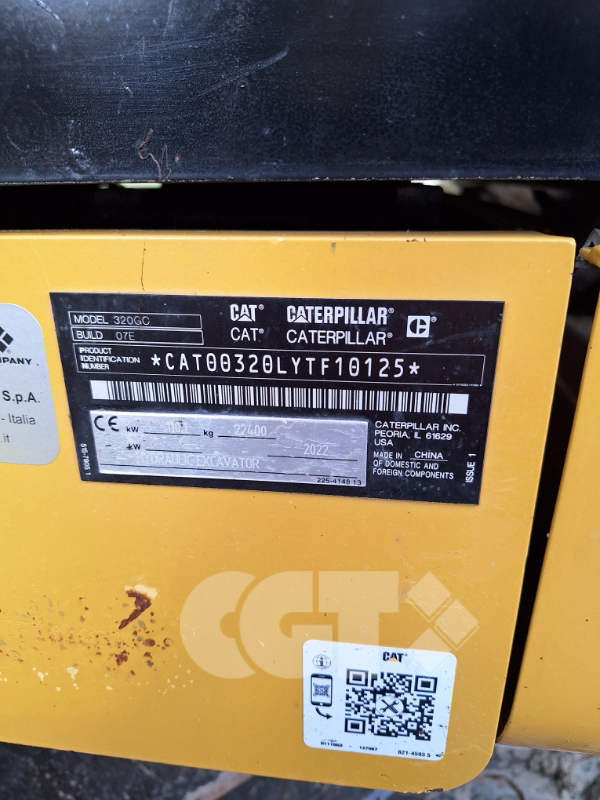 MODEL 320GC
BUILD 07E
CAT® CATERPILLAR®
CAT® CATERPILLAR®
PRODUCT
IDENTIFICATION
NUMBER
*CAT00320LYTF10125*
CE kW kg 22400
kW 2022
HYDRAULIC EXCAVATOR
225-4148 13
CATERPILLAR INC.
PEORIA, IL 61629
USA
MADE IN CHINA
OF DOMESTIC AND
FOREIGN COMPONENTS
ISSUE 1
COMPANY
S.p.A.
- Italia
.it
CGT
CAT